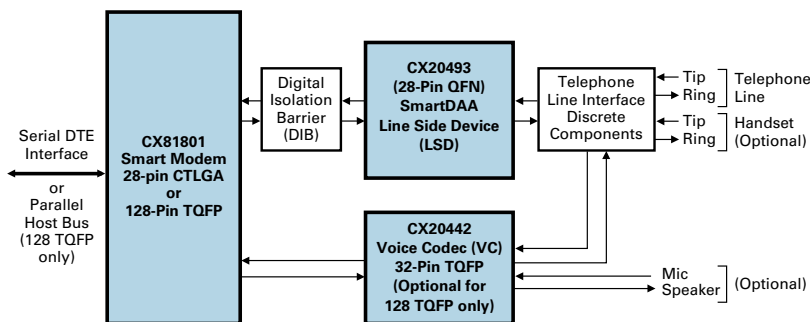 Serial DTE
Interface
or
Parallel
Host Bus
(128 TQFP
only)
CX81801
Smart Modem
28-pin CTLGA
or
128-Pin TQFP
Digital
Isolation
Barrier
(DIB)
CX20493
(28-Pin QFN)
SmartDAA
Line Side Device
(LSD)
Telephone
Line Interface
Discrete
Components
Tip
Ring
Telephone
Line
Tip
Ring
Handset
(Optional)
CX20442
Voice Codec (VC)
32-Pin TQFP
(Optional for
128 TQFP only)
Mic
Speaker
(Optional)